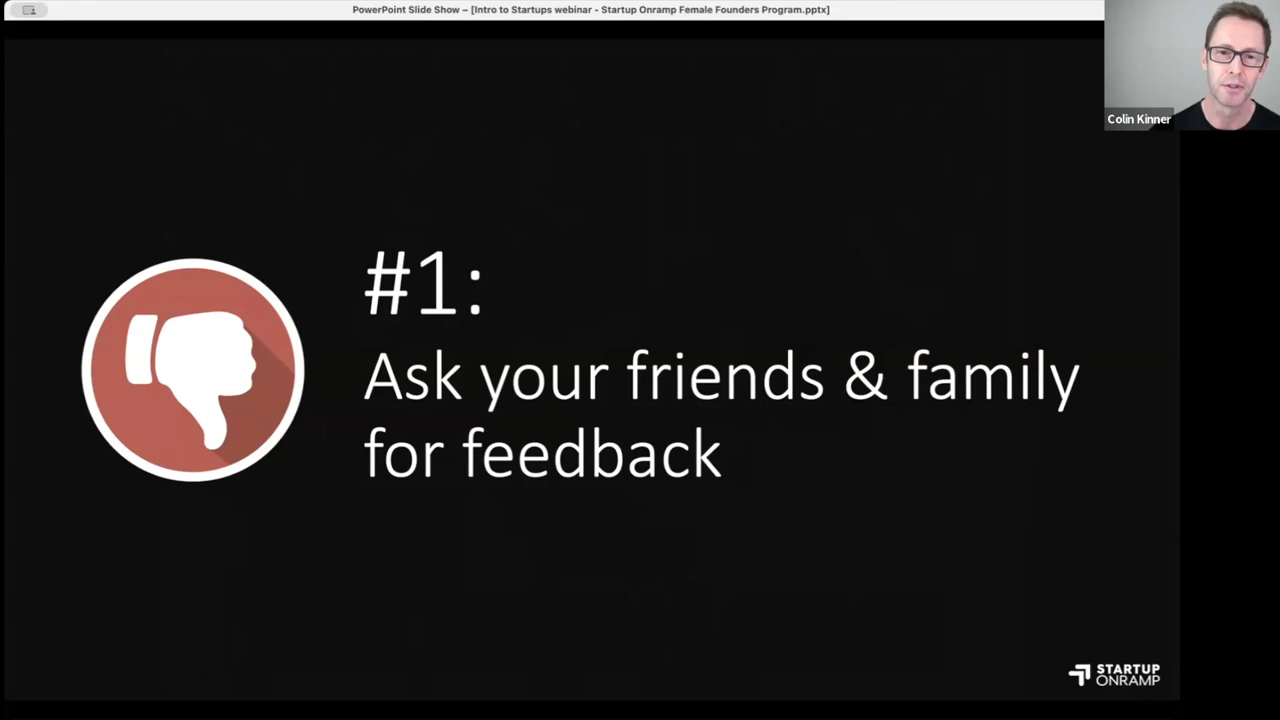 PowerPoint Slide Show – [Intro to Startups webinar - Startup Onramp Female Founders Program.pptx]
Colin Kinner
#1:
Ask your friends & family
for feedback
STARTUP
ONRAMP